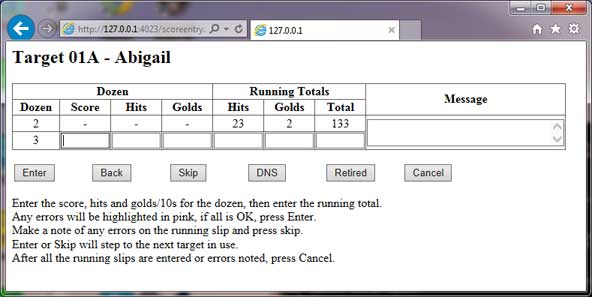 http://127.0.0.1:4023/scoreentry.
127.0.0.1
Target 01A - Abigail
Dozen Running Totals Message
Dozen Score Hits Golds Hits Golds Total
2 - - - 23 2 133
3
Enter Back Skip DNS Retired Cancel
Enter the score, hits and golds/10s for the dozen, then enter the running total.
Any errors will be highlighted in pink, if all is OK, press Enter.
Make a note of any errors on the running slip and press skip.
Enter or Skip will step to the next target in use.
After all the running slips are entered or errors noted, press Cancel.